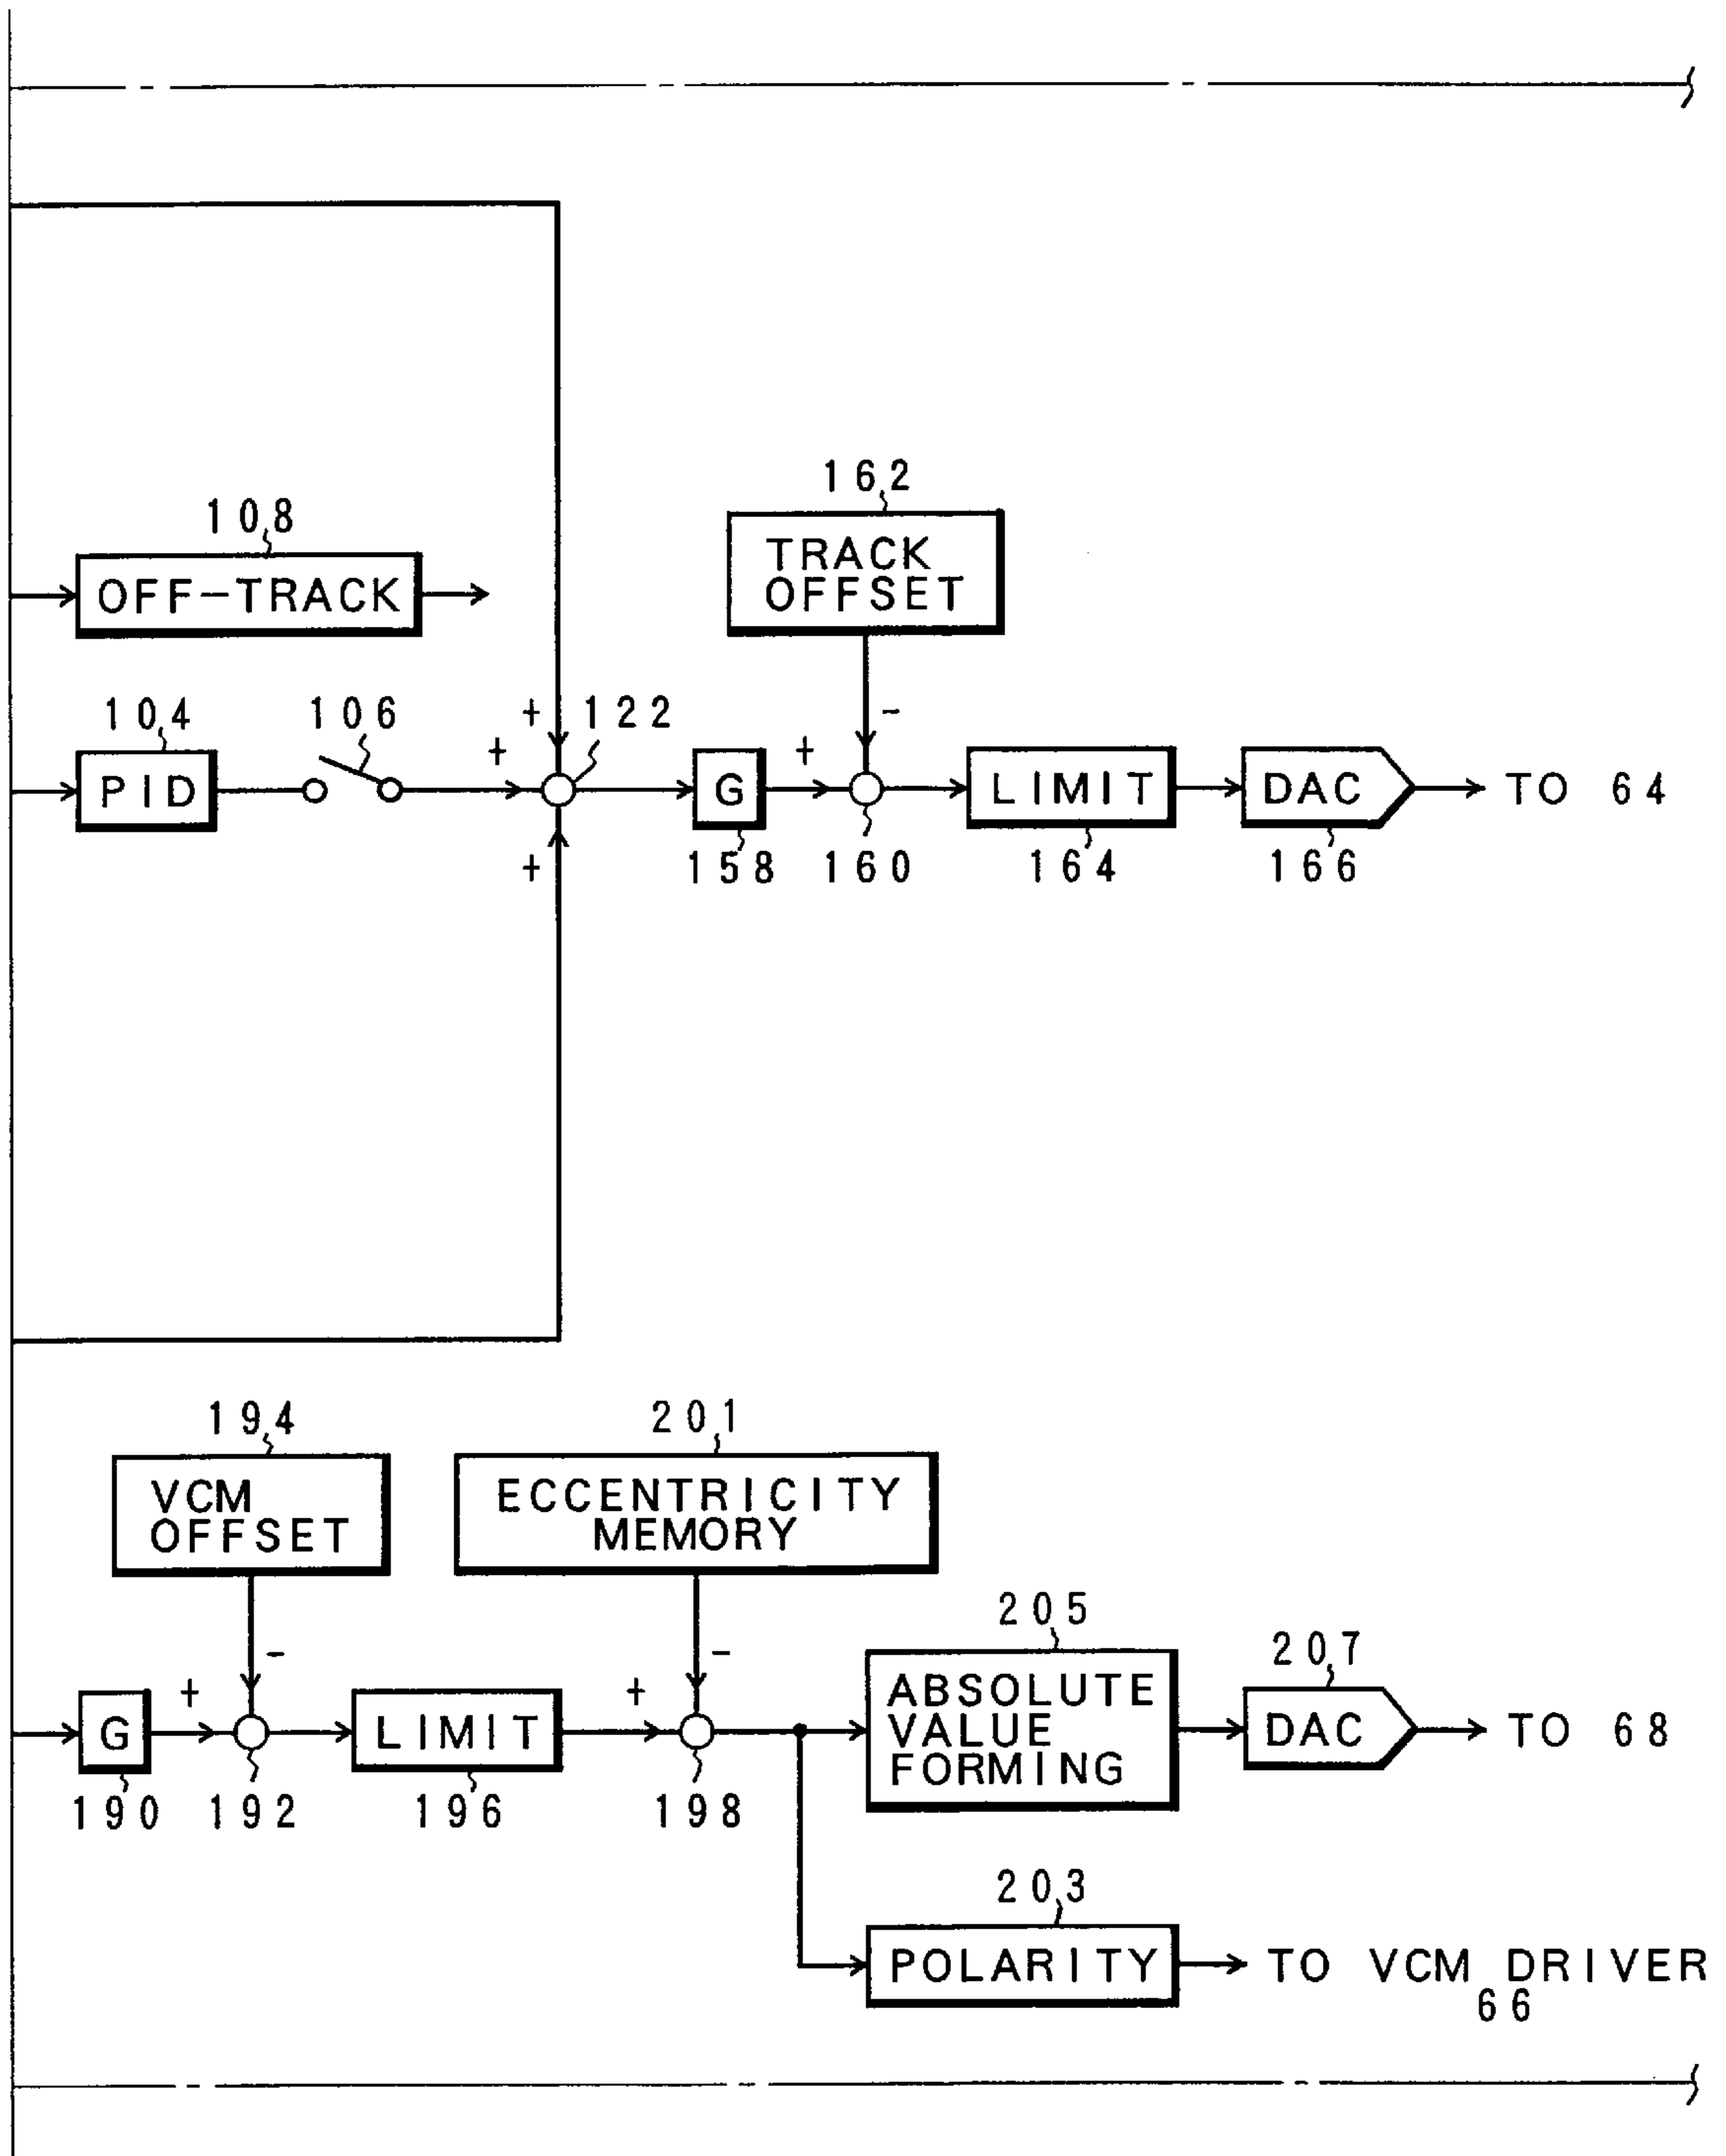 162
TRACK
OFFSET
108
OFF-TRACK
104
106
+
122
-
+
+
PID
G
LIMIT
DAC
TO 64
+
158
160
164
166
194
201
VCM
OFFSET
ECCENTRICITY
MEMORY
205
207
-
-
+
+
G
LIMIT
ABSOLUTE
VALUE
FORMING
DAC
TO 68
190
192
196
198
203
POLARITY
TO VCM DRIVER
66